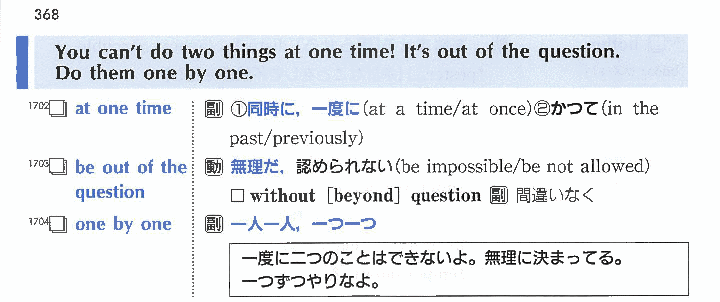 368
You can't do two things at one time! It's out of the question.
Do them one by one.
1702□ at one time 副 ①同時に，一度に(at a time/at once)②かつて(in the
past/previously)
1703□ be out of the 動 無理だ，認められない(be impossible/be not allowed)
question □ without [beyond] question 副 間違いなく
1704□ one by one 副 一人一人，一つ一つ
一度に二つのことはできないよ。無理に決まってる。
一つずつやりなよ。